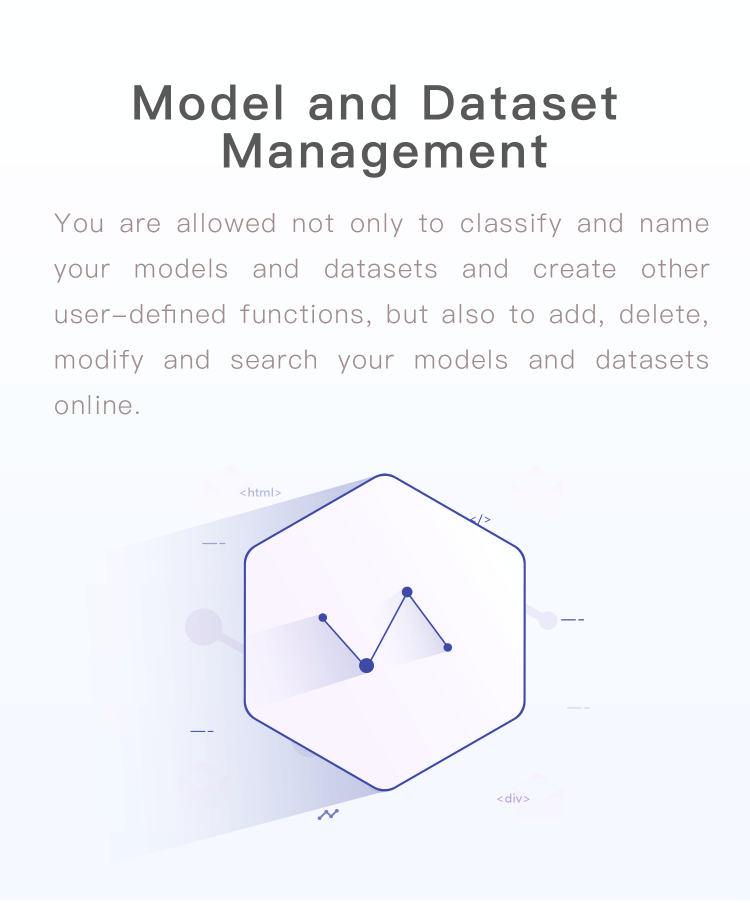 Model and Dataset
Management
You are allowed not only to classify and name
your models and datasets and create other
user–defined functions, but also to add, delete,
modify and search your models and datasets
online.
<html>
</>
<div>